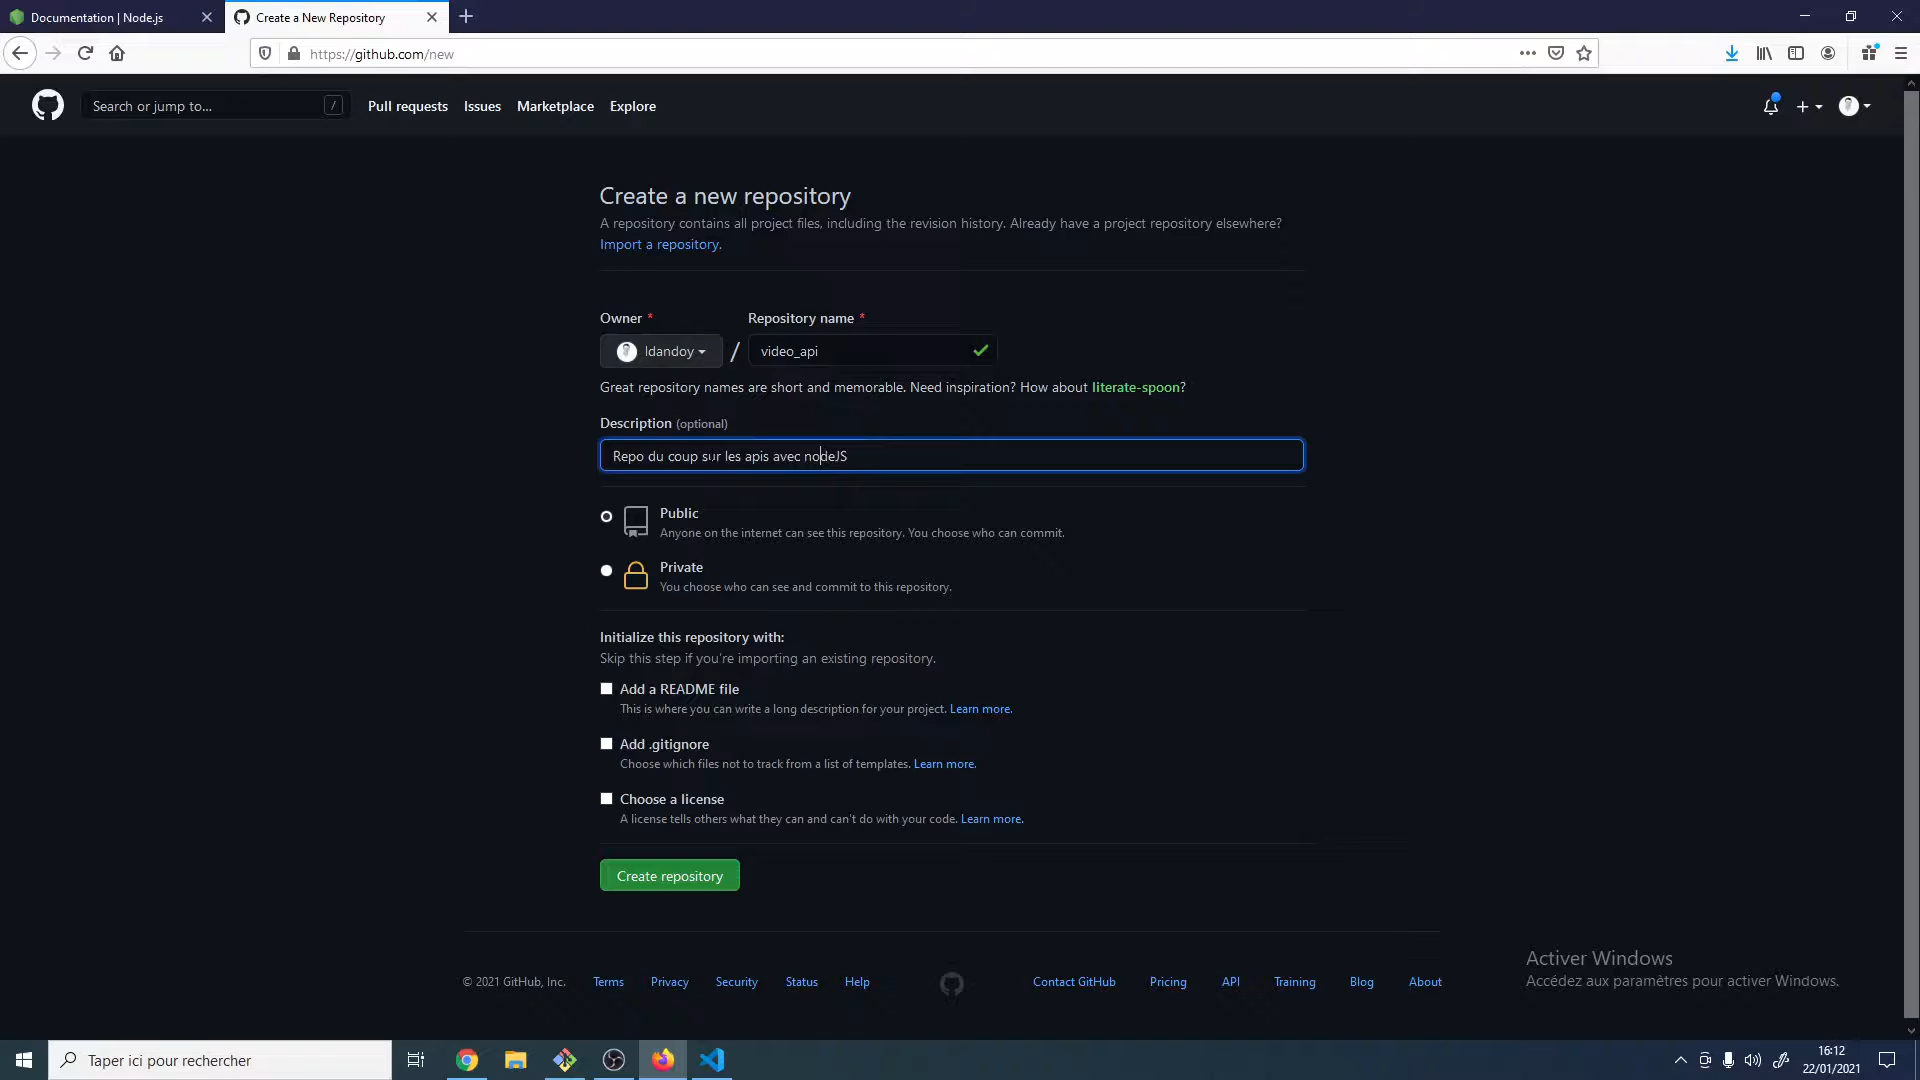 Documentation | Node.js
Create a New Repository
https://github.com/new
Search or jump to...
/
Pull requests
Issues
Marketplace
Explore
Create a new repository
A repository contains all project files, including the revision history. Already have a project repository elsewhere?
Import a repository.
Owner *
Repository name *
ldandoy
/
video_api
Great repository names are short and memorable. Need inspiration? How about literate-spoon?
Description (optional)
Repo du coup sur les apis avec nodeJS
Public
Anyone on the internet can see this repository. You choose who can commit.
Private
You choose who can see and commit to this repository.
Initialize this repository with:
Skip this step if you're importing an existing repository.
Add a README file
This is where you can write a long description for your project. Learn more.
Add .gitignore
Choose which files not to track from a list of templates. Learn more.
Choose a license
A license tells others what they can and can't do with your code. Learn more.
Create repository
© 2021 GitHub, Inc.
Terms
Privacy
Security
Status
Help
Contact GitHub
Pricing
API
Training
Blog
About
Activer Windows
Accédez aux paramètres pour activer Windows.
Taper ici pour rechercher
16:12
22/01/2021